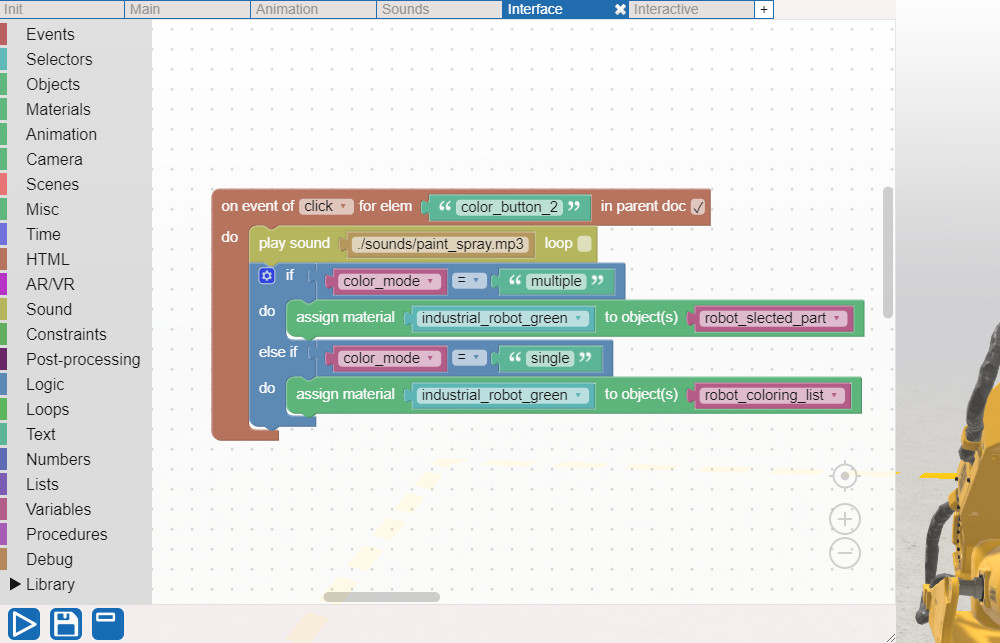 Init Main Animation Sounds Interface ✖ Interactive +
Events
Selectors
Objects
Materials
Animation
Camera
Scenes
Misc
Time
HTML
AR/VR
Sound
Constraints
Post-processing
Logic
Loops
Text
Numbers
Lists
Variables
Procedures
Debug
Library
on event of click for elem “ color_button_2 ” in parent doc
do play sound ./sounds/paint_spray.mp3 loop
if color_mode = “ multiple ”
do assign material industrial_robot_green to object(s) robot_slected_part
else if color_mode = “ single ”
do assign material industrial_robot_green to object(s) robot_coloring_list